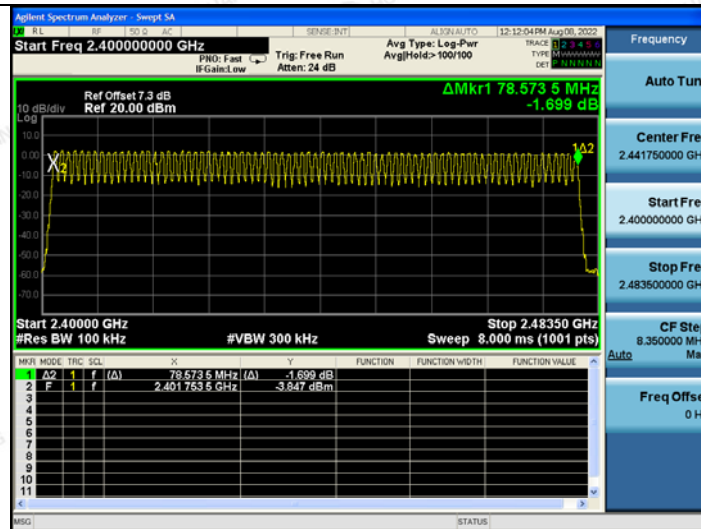 Agilent Spectrum Analyzer - Swept SA
RL RF 50 Ω AC SENSE:INT ALIGNAUTO 12:12:04 PM Aug 08, 2022
Start Freq 2.400000000 GHz
PNO: Fast
IFGain:Low
Trig: Free Run
Atten: 24 dB
Avg Type: Log-Pwr
Avg|Hold:> 100/100
TRACE 1 2 3 4 5 6
TYPE
DET P N N N N N
Frequency
Ref Offset 7.3 dB
Ref 20.00 dBm
10 dB/div
Log
ΔMkr1 78.573 5 MHz
-1.699 dB
10.0
0.00
-10.0
-20.0
-30.0
-40.0
-50.0
-60.0
-70.0
2
1Δ2
Start 2.40000 GHz
#Res BW 100 kHz
#VBW 300 kHz
Stop 2.48350 GHz
Sweep 8.000 ms (1001 pts)
MKR MODE TRC SCL X Y FUNCTION FUNCTION WIDTH FUNCTION VALUE
1 Δ2 1 f (Δ) 78.573 5 MHz (Δ) -1.699 dB
2 F 1 f 2.401 753 5 GHz -3.847 dBm
3
4
5
6
7
8
9
10
11
MSG
STATUS
Auto Tun
Center Fre
2.441750000 GH
Start Fre
2.400000000 GH
Stop Fre
2.483500000 GH
CF Ste
8.350000 MH
Auto Ma
Freq Offse
0 H